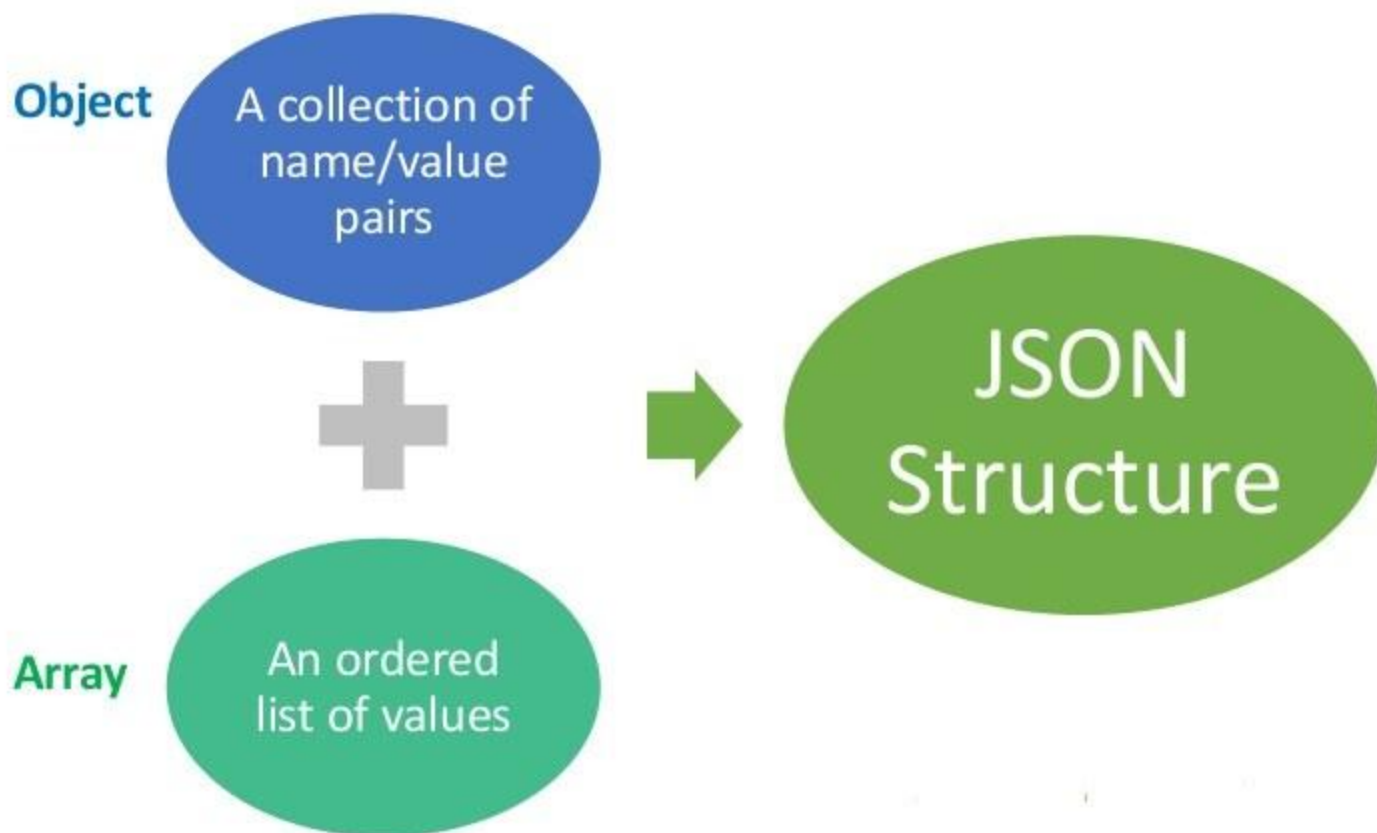 Object
A collection of
name/value
pairs
JSON
Structure
Array
An ordered
list of values